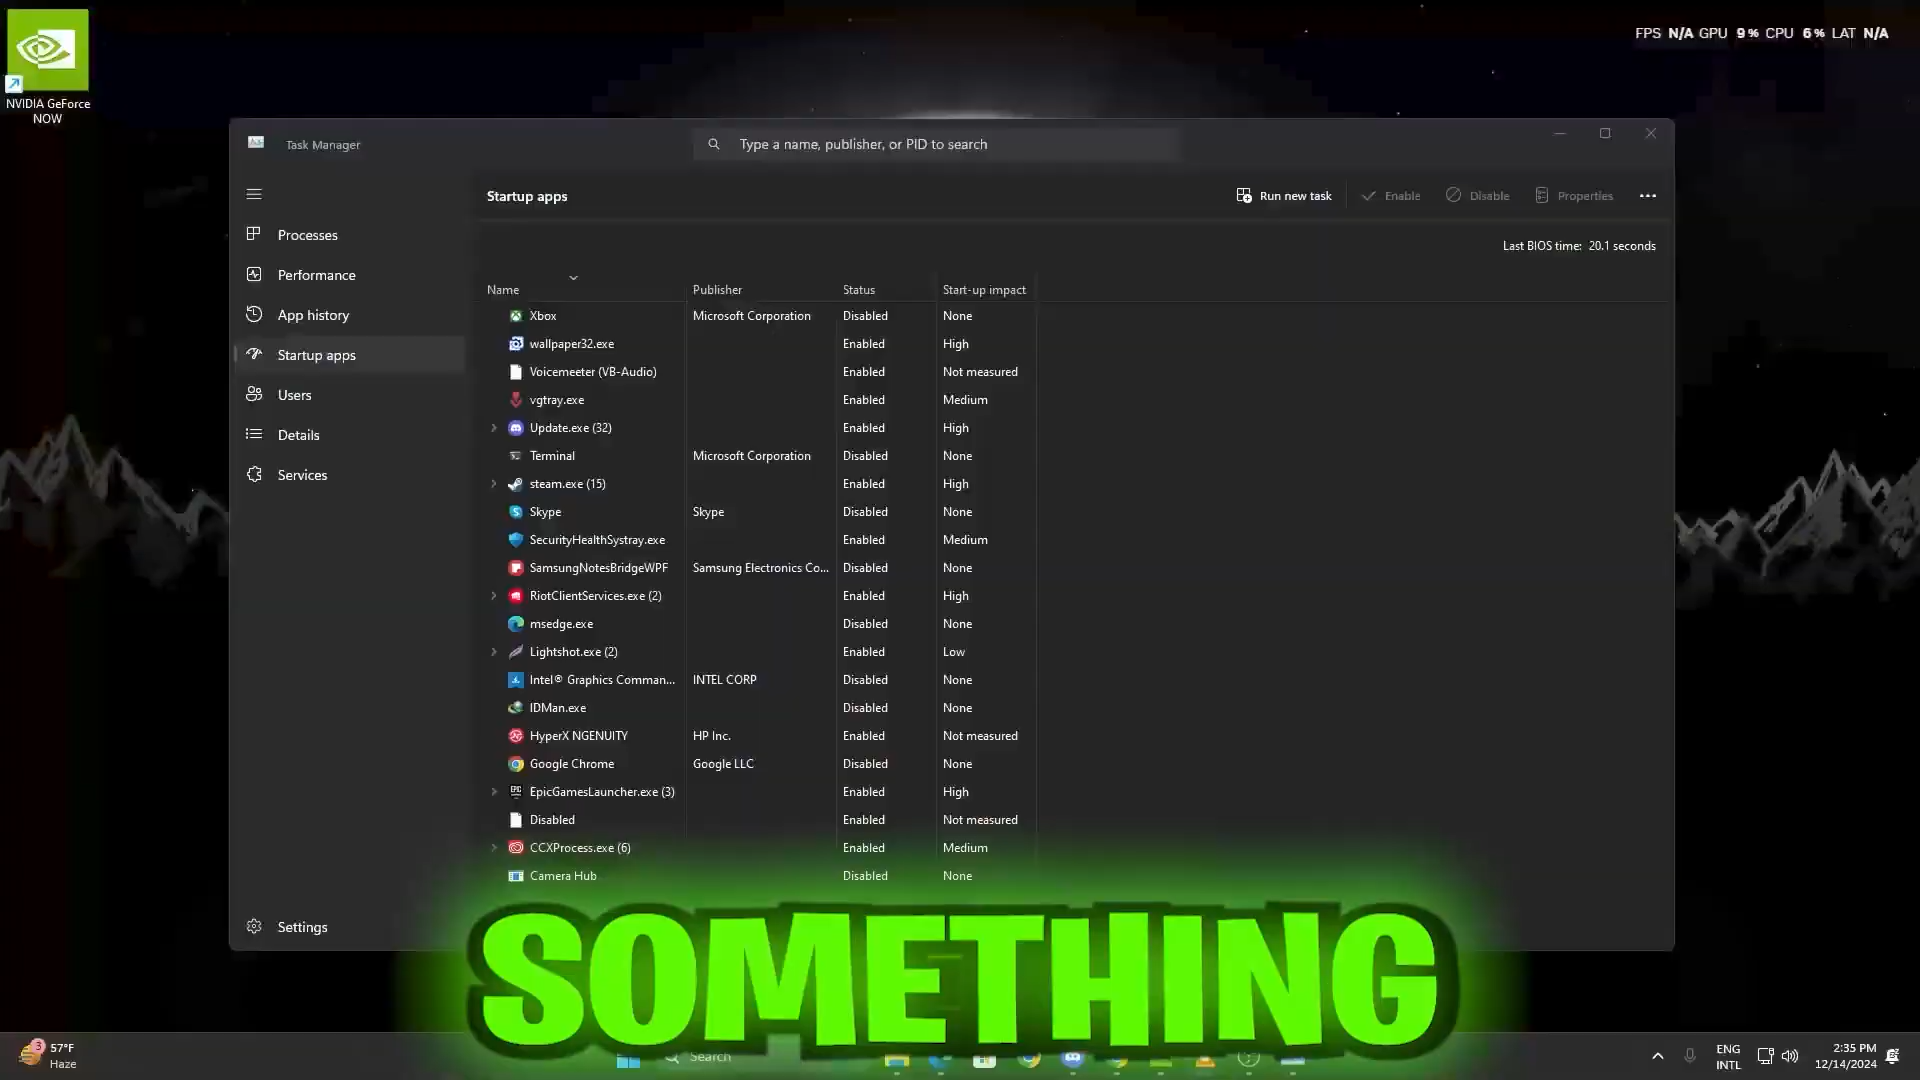 NVIDIA GeForce
NOW
FPS N/A GPU 9% CPU 6% LAT N/A
Task Manager
Type a name, publisher, or PID to search
Startup apps
Run new task
Enable
Disable
Properties
Last BIOS time: 20.1 seconds
Processes
Performance
App history
Startup apps
Users
Details
Services
Settings
Name Publisher Status Start-up impact
Xbox Microsoft Corporation Disabled None
wallpaper32.exe Enabled High
Voicemeeter (VB-Audio) Enabled Not measured
vgtray.exe Enabled Medium
Update.exe (32) Enabled High
Terminal Microsoft Corporation Disabled None
steam.exe (15) Enabled High
Skype Skype Disabled None
SecurityHealthSystray.exe Enabled Medium
SamsungNotesBridgeWPF Samsung Electronics Co... Disabled None
RiotClientServices.exe (2) Enabled High
msedge.exe Disabled None
Lightshot.exe (2) Enabled Low
Intel® Graphics Comman... INTEL CORP Disabled None
IDMan.exe Disabled None
HyperX NGENUITY HP Inc. Enabled Not measured
Google Chrome Google LLC Disabled None
EpicGamesLauncher.exe (3) Enabled High
Disabled Enabled Not measured
CCXProcess.exe (6) Enabled Medium
Camera Hub Disabled None
SOMETHING
3
57°F
Haze
Search
ENG
INTL
2:35 PM
12/14/2024